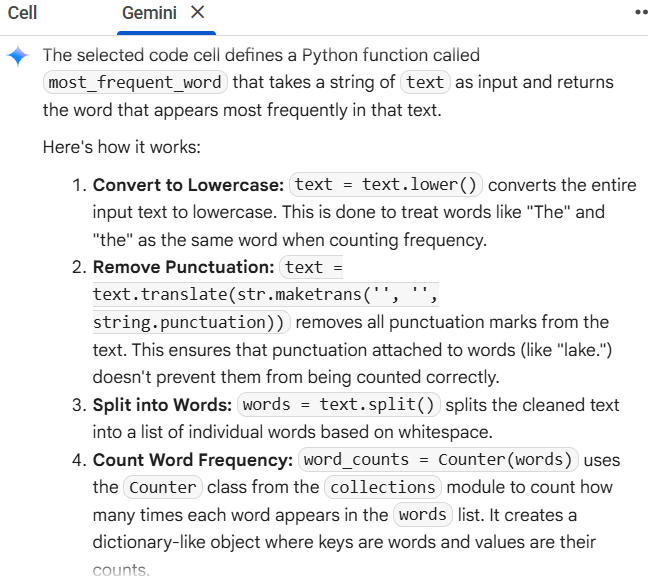 Cell
Gemini
The selected code cell defines a Python function called
most_frequent_word that takes a string of text as input and returns
the word that appears most frequently in that text.
Here's how it works:
1. Convert to Lowercase: text = text.lower() converts the entire
input text to lowercase. This is done to treat words like "The" and
"the" as the same word when counting frequency.
2. Remove Punctuation: text =
text.translate(str.maketrans('', '',
string.punctuation)) removes all punctuation marks from the
text. This ensures that punctuation attached to words (like "lake.")
doesn't prevent them from being counted correctly.
3. Split into Words: words = text.split() splits the cleaned text
into a list of individual words based on whitespace.
4. Count Word Frequency: word_counts = Counter(words) uses
the Counter class from the collections module to count how
many times each word appears in the words list. It creates a
dictionary-like object where keys are words and values are their
counts.